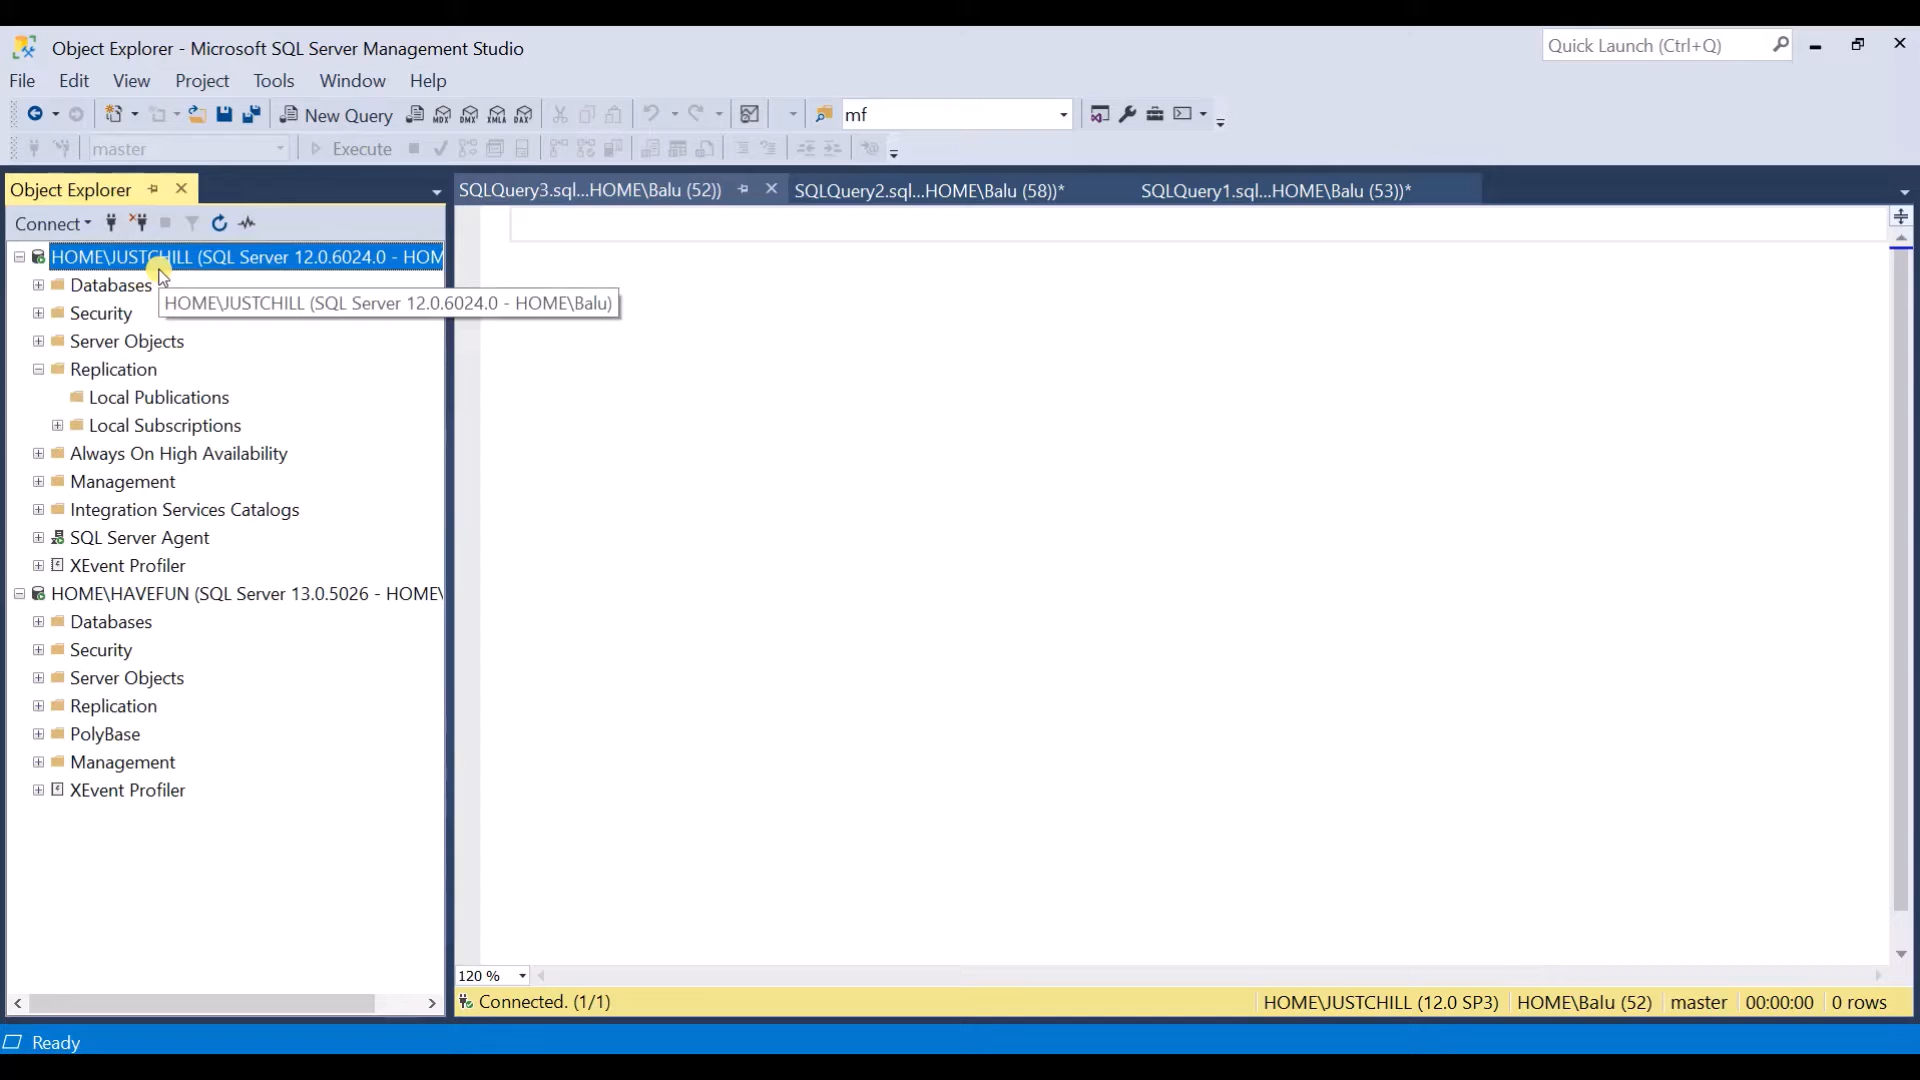 Object Explorer - Microsoft SQL Server Management Studio
Quick Launch (Ctrl+Q)
File Edit View Project Tools Window Help
New Query
MDX DMX XMLA DAX
mf
master
Execute
Object Explorer
SQLQuery3.sql...HOME\Balu (52))
SQLQuery2.sql...HOME\Balu (58))*
SQLQuery1.sql...HOME\Balu (53))*
Connect
HOME\JUSTCHILL (SQL Server 12.0.6024.0 - HOM
Databases
HOME\JUSTCHILL (SQL Server 12.0.6024.0 - HOME\Balu)
Security
Server Objects
Replication
Local Publications
Local Subscriptions
Always On High Availability
Management
Integration Services Catalogs
SQL Server Agent
XEvent Profiler
HOME\HAVEFUN (SQL Server 13.0.5026 - HOME\
Databases
Security
Server Objects
Replication
PolyBase
Management
XEvent Profiler
120 %
Connected. (1/1)
HOME\JUSTCHILL (12.0 SP3)
HOME\Balu (52)
master
00:00:00
0 rows
Ready